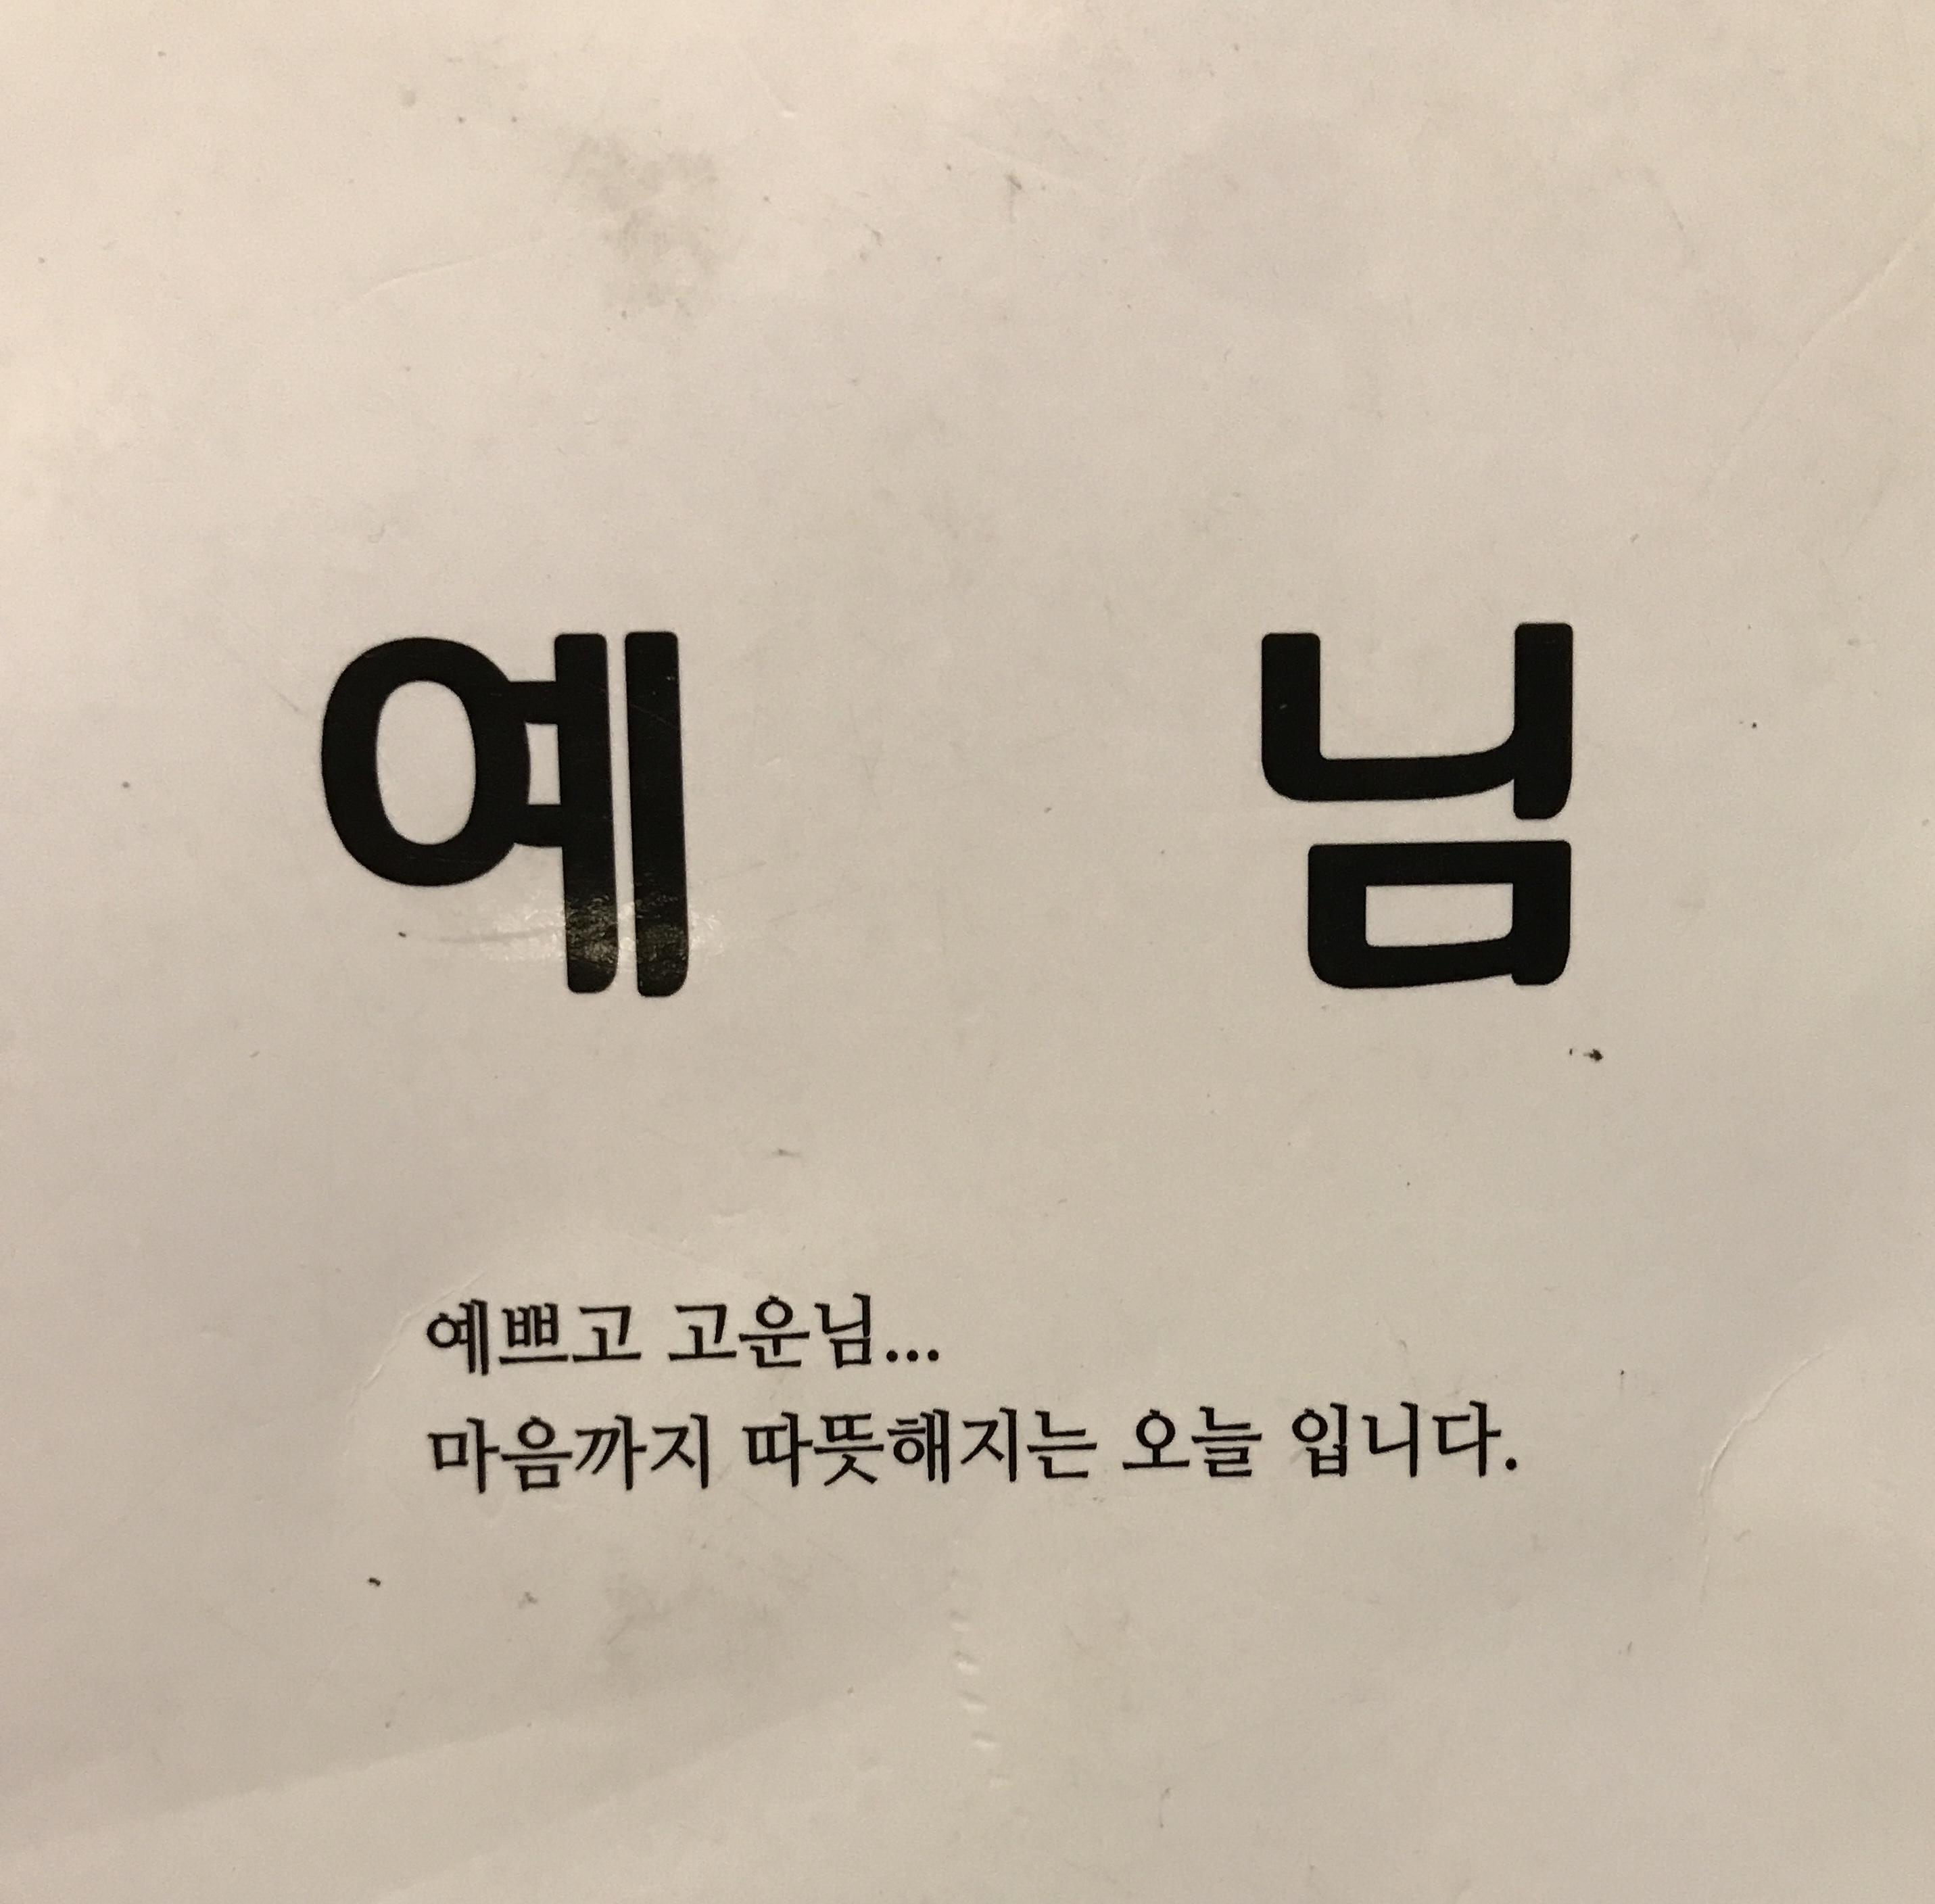 예 님
예쁘고 고운님...
마음까지 따뜻해지는 오늘 입니다.